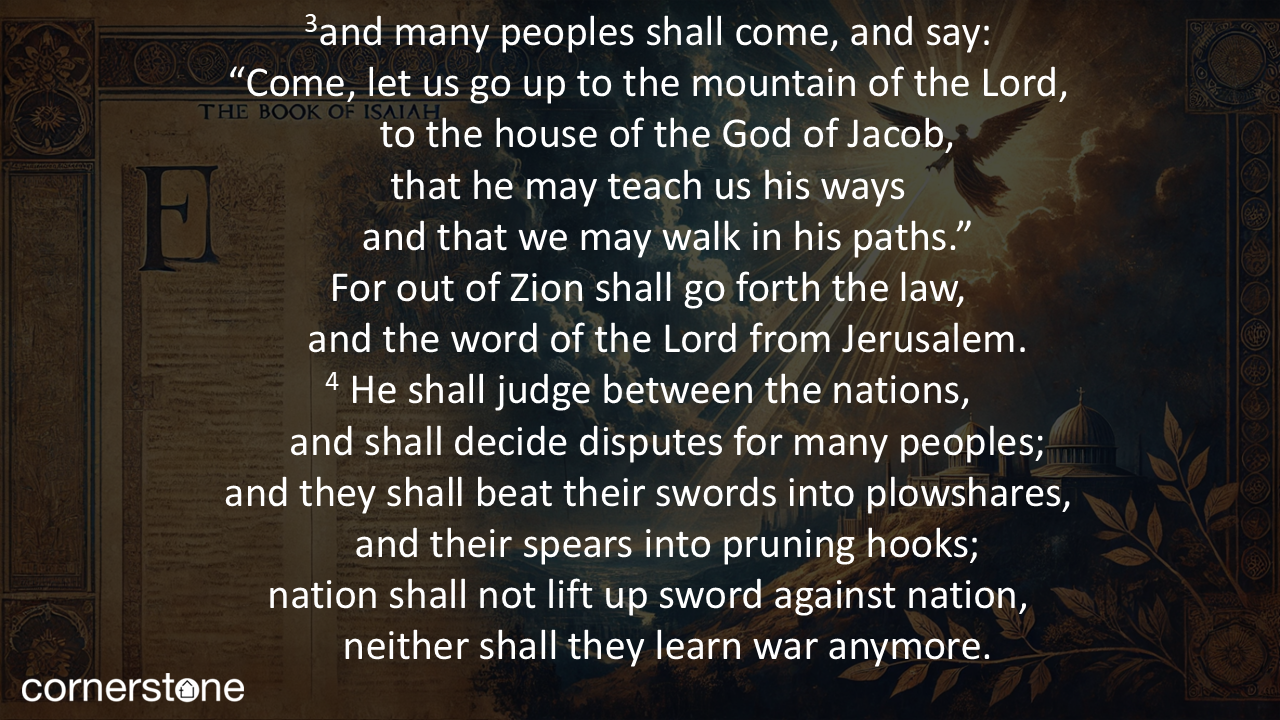 ³and many peoples shall come, and say:
“Come, let us go up to the mountain of the Lord,
THE BOOK OF ISAIAH
to the house of the God of Jacob,
that he may teach us his ways
E
and that we may walk in his paths.”
For out of Zion shall go forth the law,
and the word of the Lord from Jerusalem.
⁴ He shall judge between the nations,
and shall decide disputes for many peoples;
and they shall beat their swords into plowshares,
and their spears into pruning hooks;
nation shall not lift up sword against nation,
neither shall they learn war anymore.
cornerstone